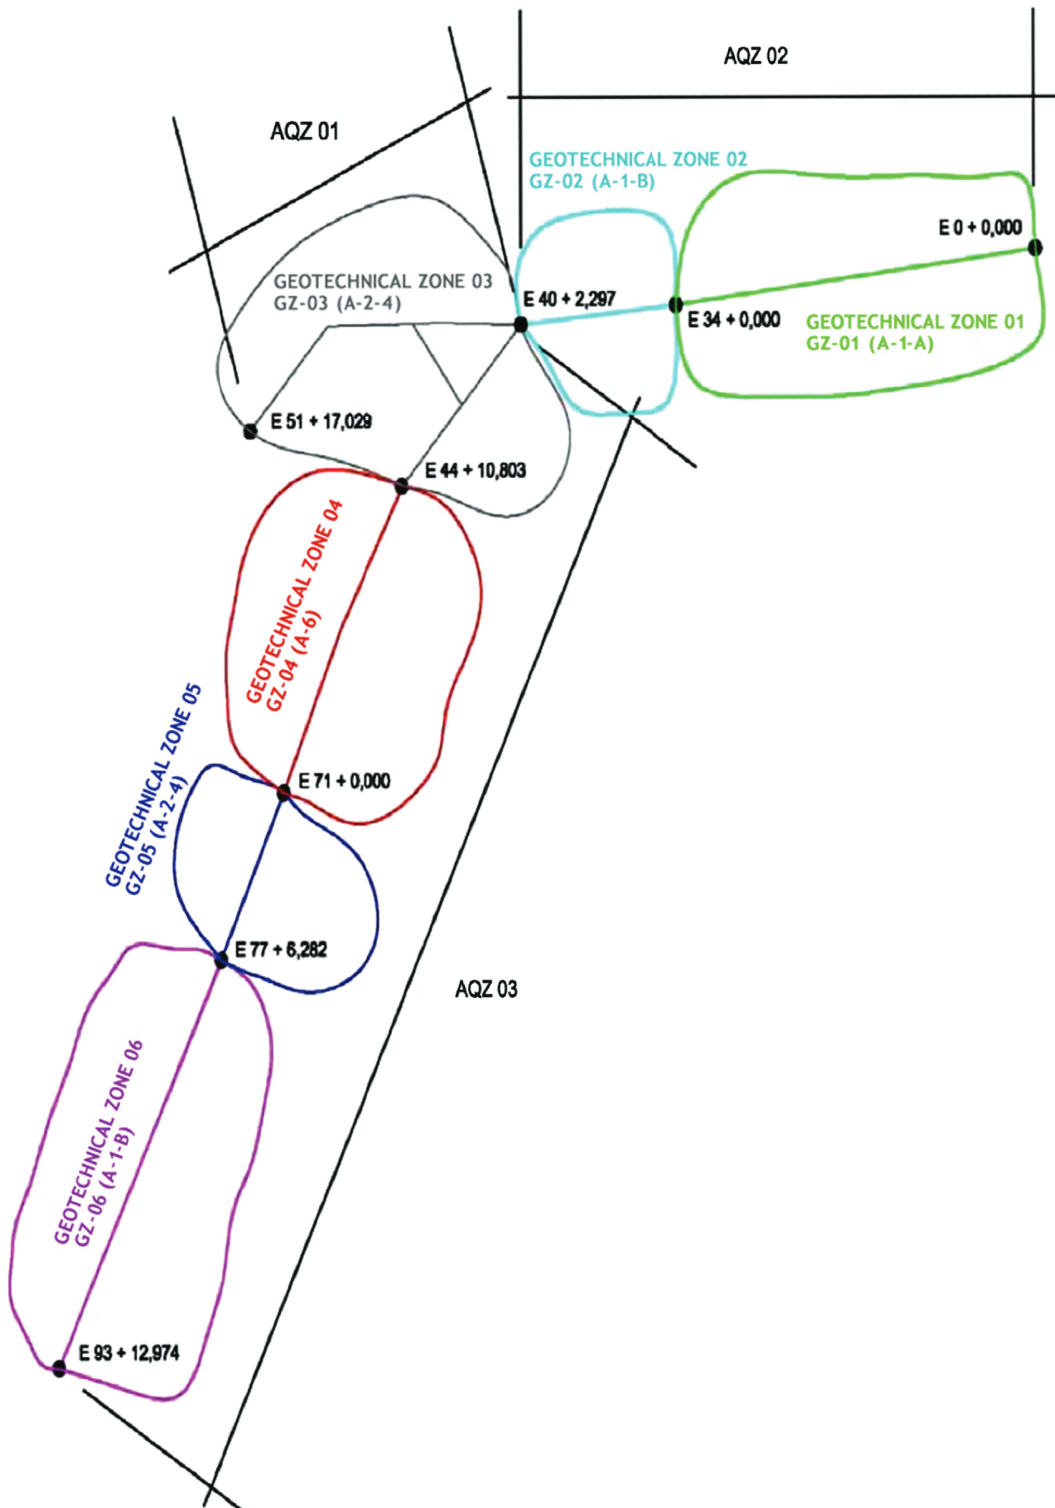 AQZ 02
AQZ 01
GEOTECHNICAL ZONE 02
GZ-02 (A-1-B)
E 0 + 0,000
GEOTECHNICAL ZONE 03
GZ-03 (A-2-4)
E 40 + 2,297
E 34 + 0,000
GEOTECHNICAL ZONE 01
GZ-01 (A-1-A)
E 51 + 17,029
E 44 + 10,803
GEOTECHNICAL ZONE 04
GZ-04 (A-6)
E 71 + 0,000
GEOTECHNICAL ZONE 05
GZ-05 (A-2-4)
E 77 + 6,282
AQZ 03
GEOTECHNICAL ZONE 06
GZ-06 (A-1-B)
E 93 + 12,974